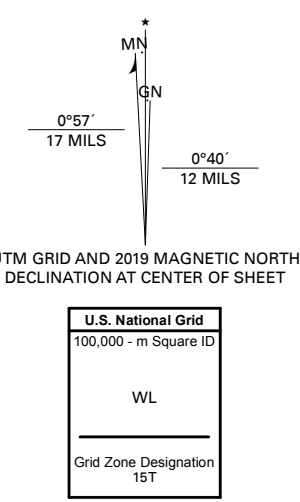 ★
MN
GN
0°57´
17 MILS
0°40´
12 MILS
UTM GRID AND 2019 MAGNETIC NORTH
DECLINATION AT CENTER OF SHEET
U.S. National Grid
100,000 - m Square ID
WL
Grid Zone Designation
15T